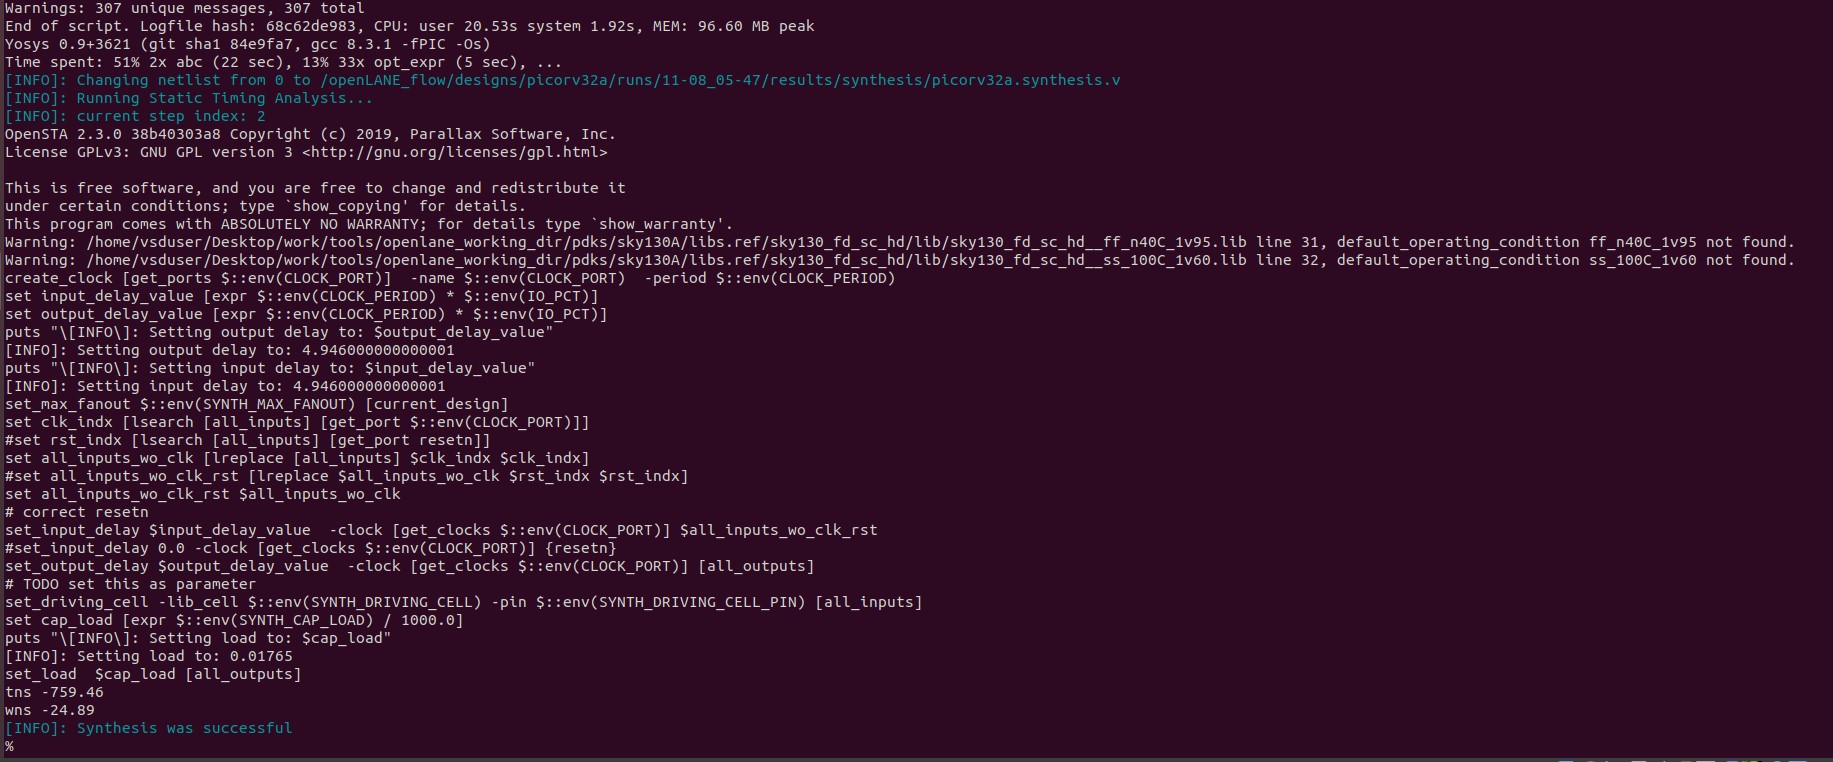 Warnings: 307 unique messages, 307 total
End of script. Logfile hash: 68c62de983, CPU: user 20.53s system 1.92s, MEM: 96.60 MB peak
Yosys 0.9+3621 (git sha1 84e9fa7, gcc 8.3.1 -fPIC -Os)
Time spent: 51% 2x abc (22 sec), 13% 33x opt_expr (5 sec), ...
[INFO]: Changing netlist from 0 to /openLANE_flow/designs/picorv32a/runs/11-08_05-47/results/synthesis/picorv32a.synthesis.v
[INFO]: Running Static Timing Analysis...
[INFO]: current step index: 2
OpenSTA 2.3.0 38b40303a8 Copyright (c) 2019, Parallax Software, Inc.
License GPLv3: GNU GPL version 3 <http://gnu.org/licenses/gpl.html>

This is free software, and you are free to change and redistribute it
under certain conditions; type `show_copying' for details.
This program comes with ABSOLUTELY NO WARRANTY; for details type `show_warranty'.
Warning: /home/vsduser/Desktop/work/tools/openlane_working_dir/pdks/sky130A/libs.ref/sky130_fd_sc_hd/lib/sky130_fd_sc_hd__ff_n40C_1v95.lib line 31, default_operating_condition ff_n40C_1v95 not found.
Warning: /home/vsduser/Desktop/work/tools/openlane_working_dir/pdks/sky130A/libs.ref/sky130_fd_sc_hd/lib/sky130_fd_sc_hd__ss_100C_1v60.lib line 32, default_operating_condition ss_100C_1v60 not found.
create_clock [get_ports $::env(CLOCK_PORT)]  -name $::env(CLOCK_PORT)  -period $::env(CLOCK_PERIOD)
set input_delay_value [expr $::env(CLOCK_PERIOD) * $::env(IO_PCT)]
set output_delay_value [expr $::env(CLOCK_PERIOD) * $::env(IO_PCT)]
puts "\[INFO\]: Setting output delay to: $output_delay_value"
[INFO]: Setting output delay to: 4.946000000000001
puts "\[INFO\]: Setting input delay to: $input_delay_value"
[INFO]: Setting input delay to: 4.946000000000001
set_max_fanout $::env(SYNTH_MAX_FANOUT) [current_design]
set clk_indx [lsearch [all_inputs] [get_port $::env(CLOCK_PORT)]]
#set rst_indx [lsearch [all_inputs] [get_port resetn]]
set all_inputs_wo_clk [lreplace [all_inputs] $clk_indx $clk_indx]
#set all_inputs_wo_clk_rst [lreplace $all_inputs_wo_clk $rst_indx $rst_indx]
set all_inputs_wo_clk_rst $all_inputs_wo_clk
# correct resetn
set_input_delay $input_delay_value  -clock [get_clocks $::env(CLOCK_PORT)] $all_inputs_wo_clk_rst
#set_input_delay 0.0 -clock [get_clocks $::env(CLOCK_PORT)] {resetn}
set_output_delay $output_delay_value  -clock [get_clocks $::env(CLOCK_PORT)] [all_outputs]
# TODO set this as parameter
set_driving_cell -lib_cell $::env(SYNTH_DRIVING_CELL) -pin $::env(SYNTH_DRIVING_CELL_PIN) [all_inputs]
set cap_load [expr $::env(SYNTH_CAP_LOAD) / 1000.0]
puts "\[INFO\]: Setting load to: $cap_load"
[INFO]: Setting load to: 0.01765
set_load  $cap_load [all_outputs]
tns -759.46
wns -24.89
[INFO]: Synthesis was successful
%